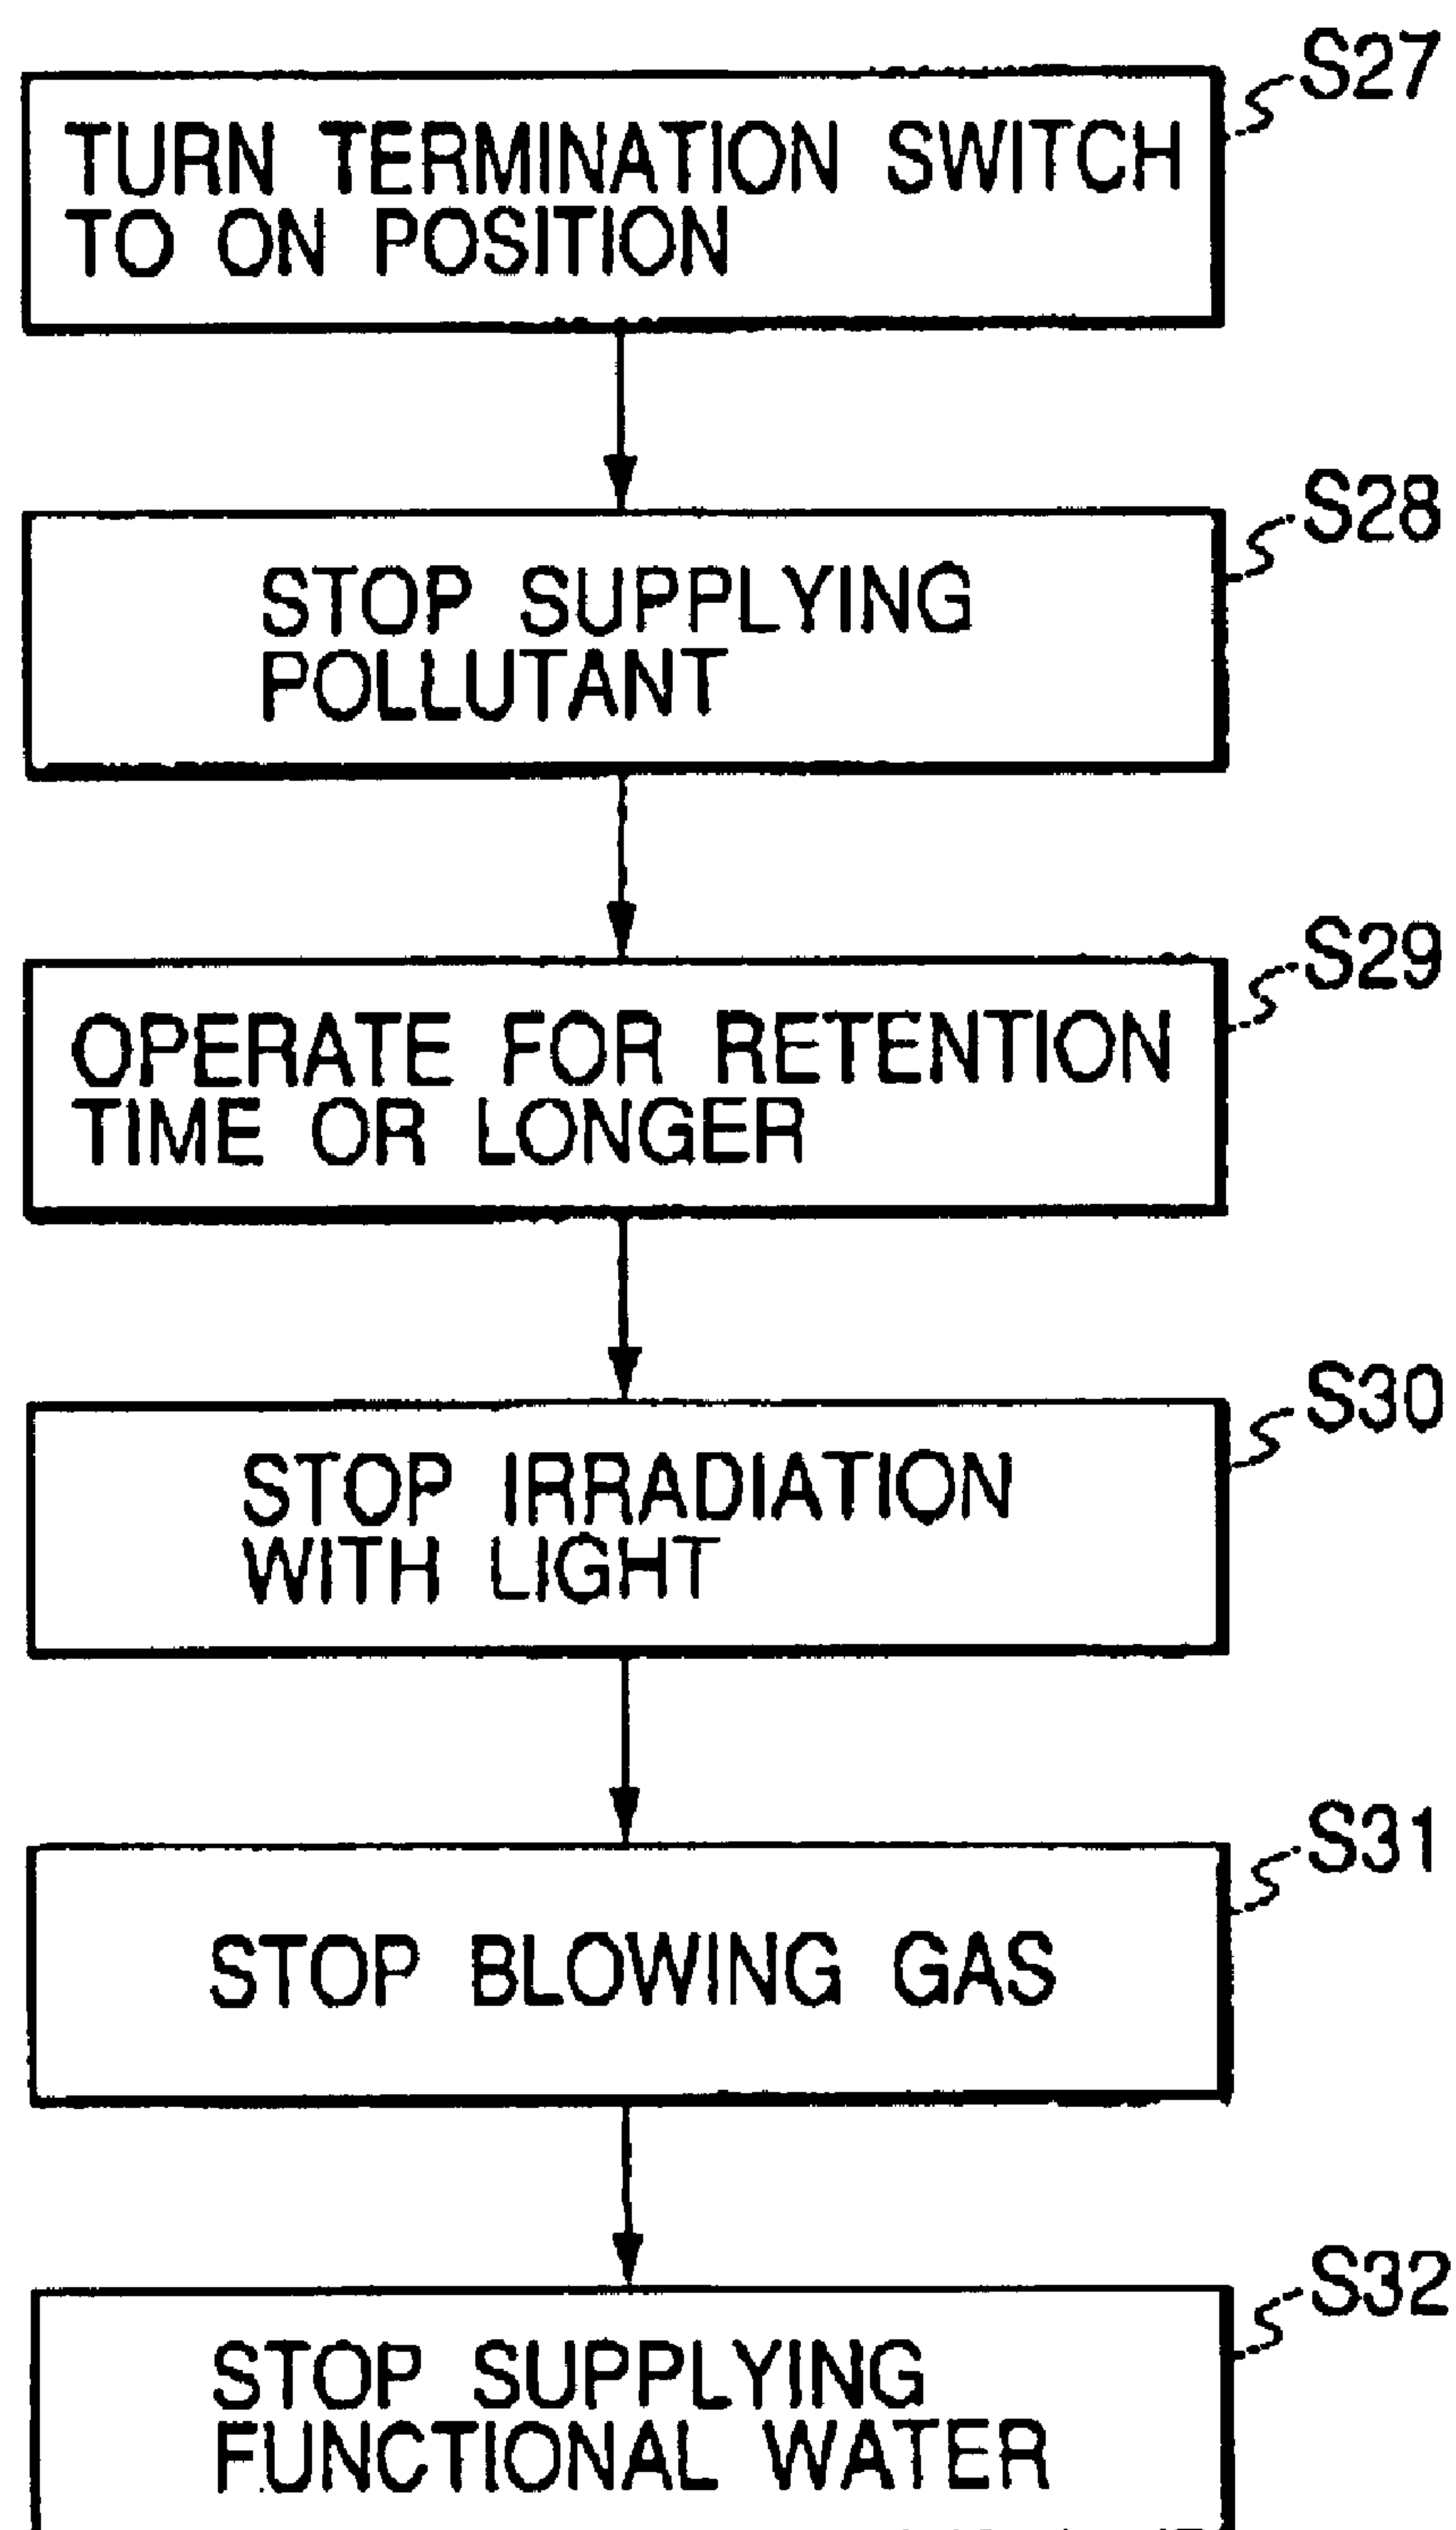 S27
TURN TERMINATION SWITCH
TO ON POSITION
S28
STOP SUPPLYING
POLLUTANT
S29
OPERATE FOR RETENTION
TIME OR LONGER
S30
STOP IRRADIATION
WITH LIGHT
S31
STOP BLOWING GAS
S32
STOP SUPPLYING
FUNCTIONAL WATER